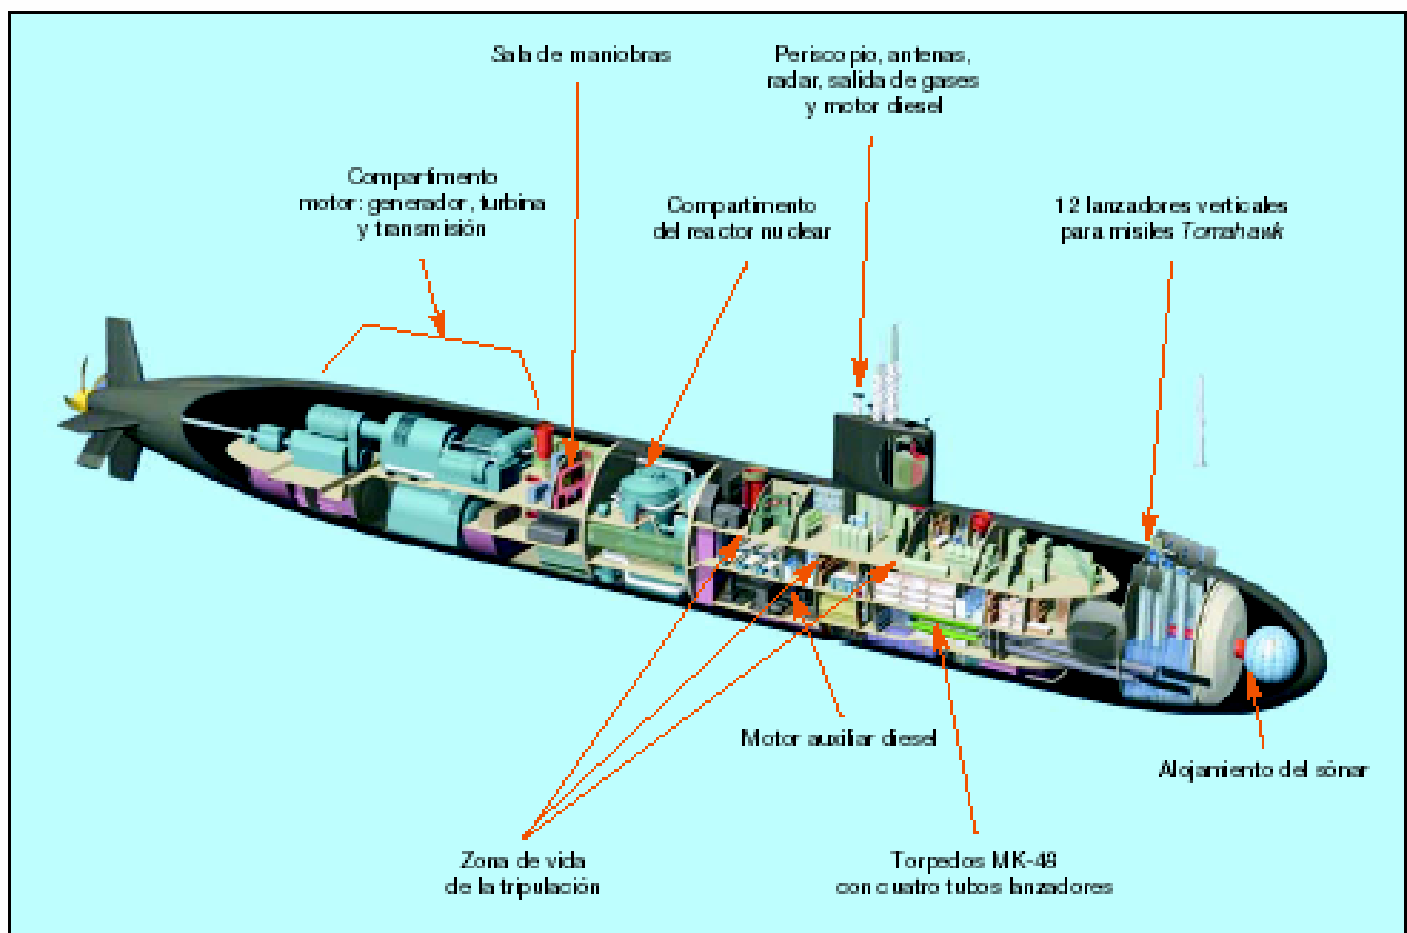 Sala de maniobras
Periscopio, antenas,
radar, salida de gases
y motor diesel
Compartimento
motor: generador, turbina
y transmisión
Compartimento
del reactor nuclear
12 lanzadores verticales
para misiles Tomahawk
Motor auxiliar diesel
Alojamiento del sónar
Zona de vida
de la tripulación
Torpedos MK-48
con cuatro tubos lanzadores